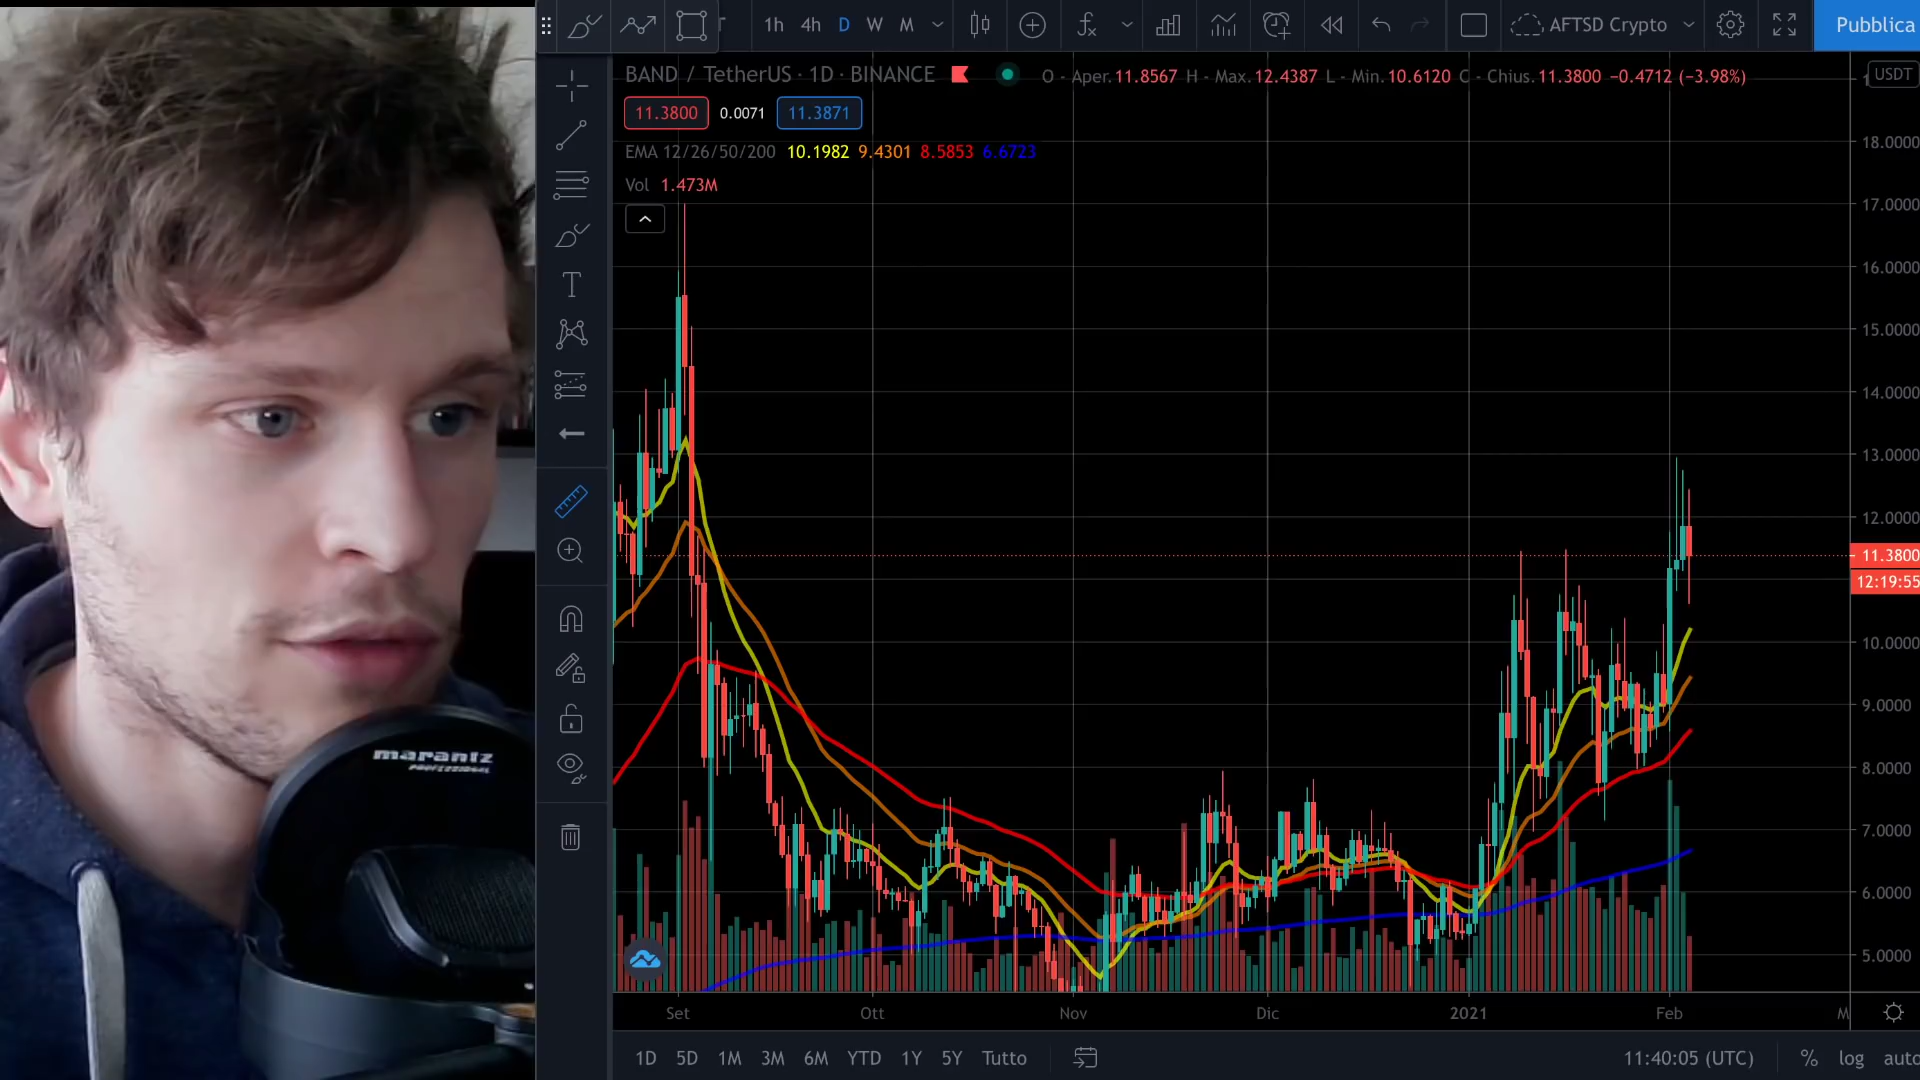 1h 4h D W M AFTSD Crypto Pubblica
BAND / TetherUS · 1D · BINANCE O - Aper. 11.8567 H - Max. 12.4387 L - Min. 10.6120 C - Chius. 11.3800 −0.4712 (−3.98%)
USDT
11.3800 0.0071 11.3871
EMA 12/26/50/200 10.1982 9.4301 8.5853 6.6723
Vol 1.473M
18.0000
17.0000
16.0000
15.0000
14.0000
13.0000
12.0000
11.3800
12:19:55
10.0000
9.0000
8.0000
7.0000
6.0000
5.0000
marantz
PROFESSIONAL
Set Ott Nov Dic 2021 Feb M
1D 5D 1M 3M 6M YTD 1Y 5Y Tutto 11:40:05 (UTC) % log auto